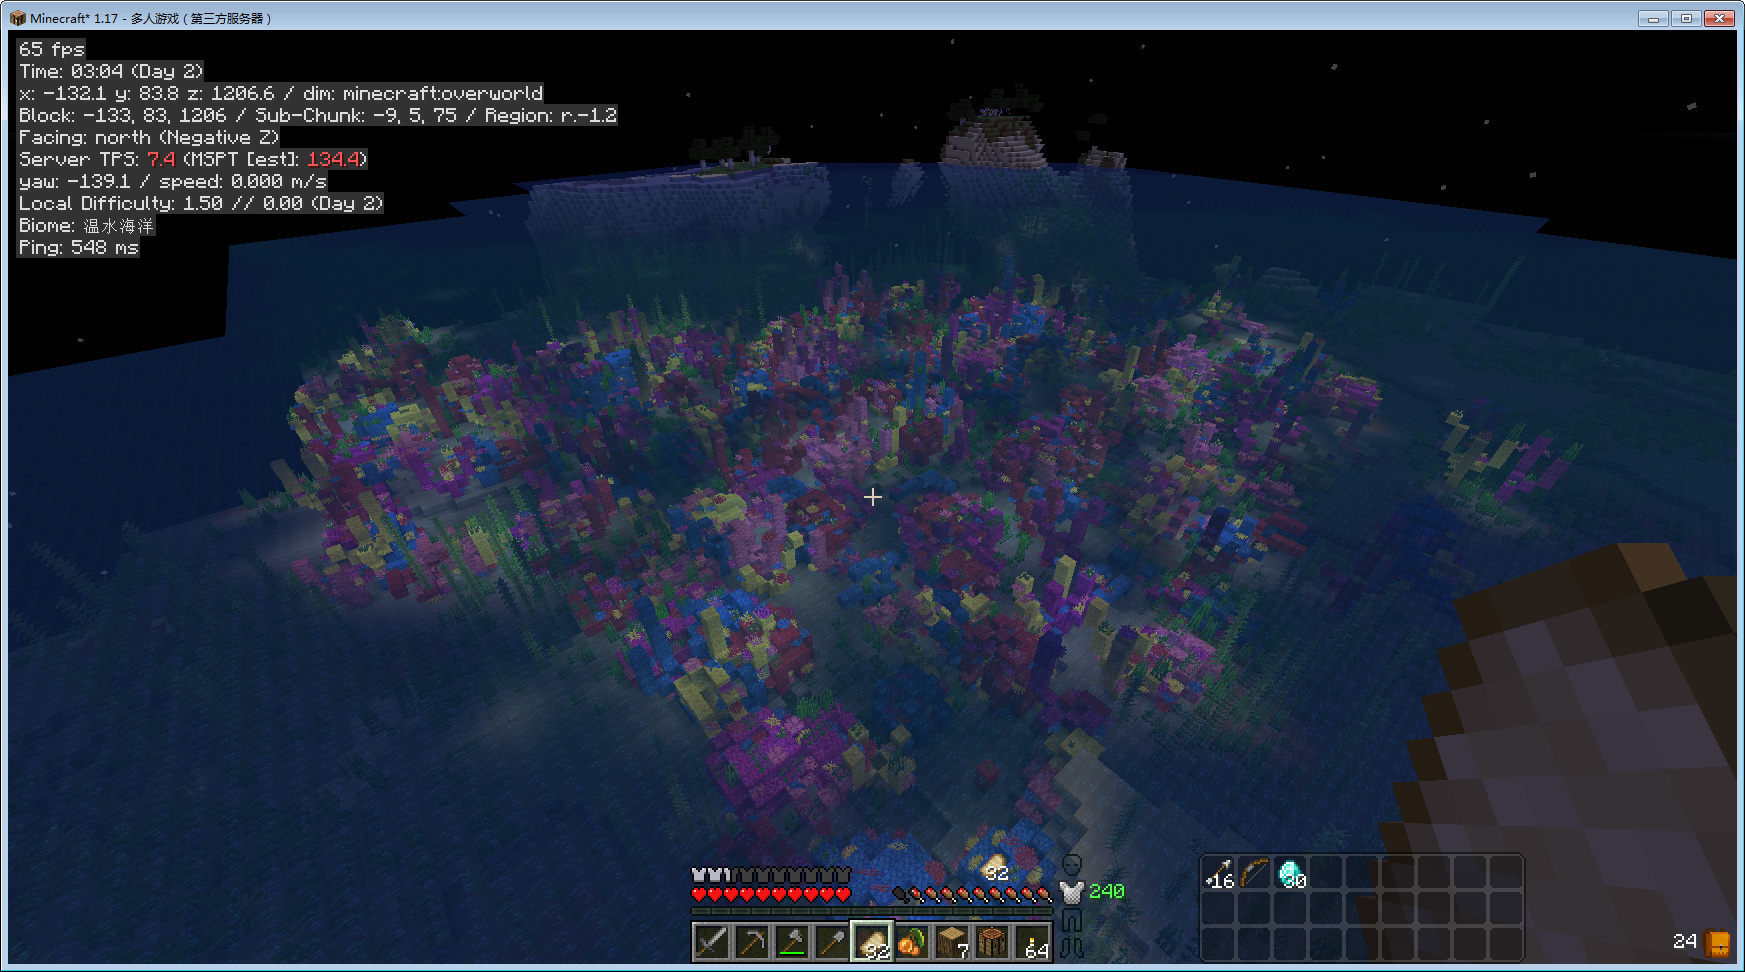 Minecraft* 1.17 - 多人游戏（第三方服务器）
65 fps
Time: 03:04 (Day 2)
x: -132.1 y: 83.8 z: 1206.6 / dim: minecraft:overworld
Block: -133, 83, 1206 / Sub-Chunk: -9, 5, 75 / Region: r.-1.2
Facing: north (Negative Z)
Server TPS: 7.4 (MSPT [est]: 134.4)
yaw: -139.1 / speed: 0.000 m/s
Local Difficulty: 1.50 // 0.00 (Day 2)
Biome: 温水海洋
Ping: 548 ms
32
240
16 30
32 7 64
24